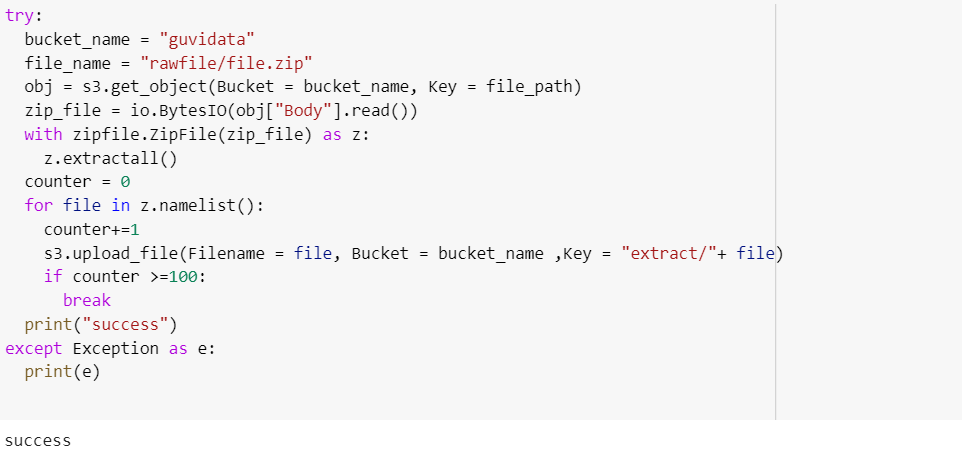 try:
  bucket_name = "guvidata"
  file_name = "rawfile/file.zip"
  obj = s3.get_object(Bucket = bucket_name, Key = file_path)
  zip_file = io.BytesIO(obj["Body"].read())
  with zipfile.ZipFile(zip_file) as z:
    z.extractall()
  counter = 0
  for file in z.namelist():
    counter+=1
    s3.upload_file(Filename = file, Bucket = bucket_name ,Key = "extract/"+ file)
    if counter >=100:
      break
  print("success")
except Exception as e:
  print(e)
success